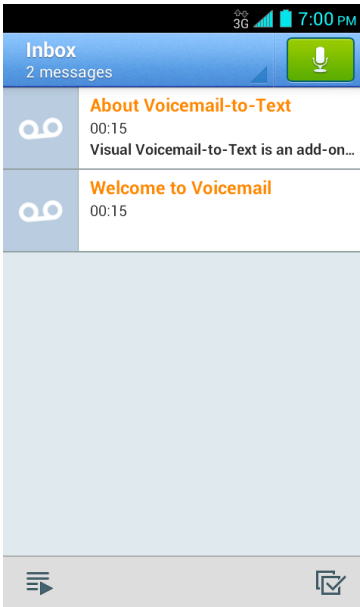 3G 7:00 PM
Inbox
2 messages
About Voicemail-to-Text
00:15
Visual Voicemail-to-Text is an add-on…
Welcome to Voicemail
00:15